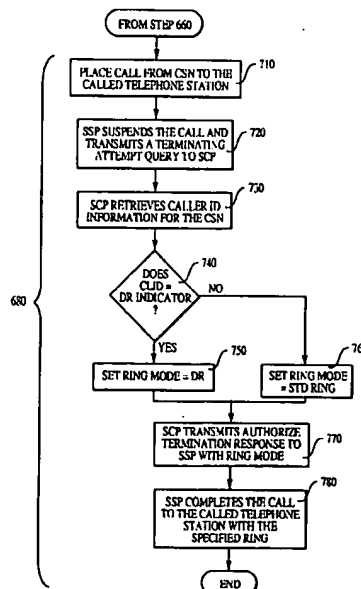 FROM STEP 660
710
PLACE CALL FROM CSN TO THE
CALLED TELEPHONE STATION
720
SSP SUSPENDS THE CALL AND
TRANSMITS A TERMINATING
ATTEMPT QUERY TO SCP
730
SCP RETRIEVES CALLER ID
INFORMATION FOR THE CSN
740
DOES
CLID =
DR INDICATOR
?
NO
YES
680
750
SET RING MODE = DR
76
SET RING MODE
= STD RING
770
SCP TRANSMITS AUTHORIZE
TERMINATION RESPONSE TO
SSP WITH RING MODE
780
SSP COMPLETES THE CALL
TO THE CALLED TELEPHONE
STATION WITH THE
SPECIFIED RING
END